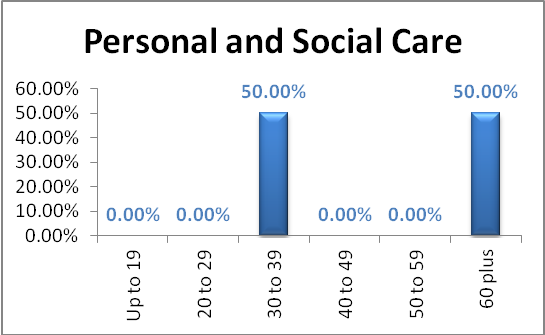 Personal and Social Care
60.00%
50.00%
40.00%
30.00%
20.00%
10.00%
0.00%
0.00%
0.00%
50.00%
0.00%
0.00%
50.00%
Up to 19
20 to 29
30 to 39
40 to 49
50 to 59
60 plus